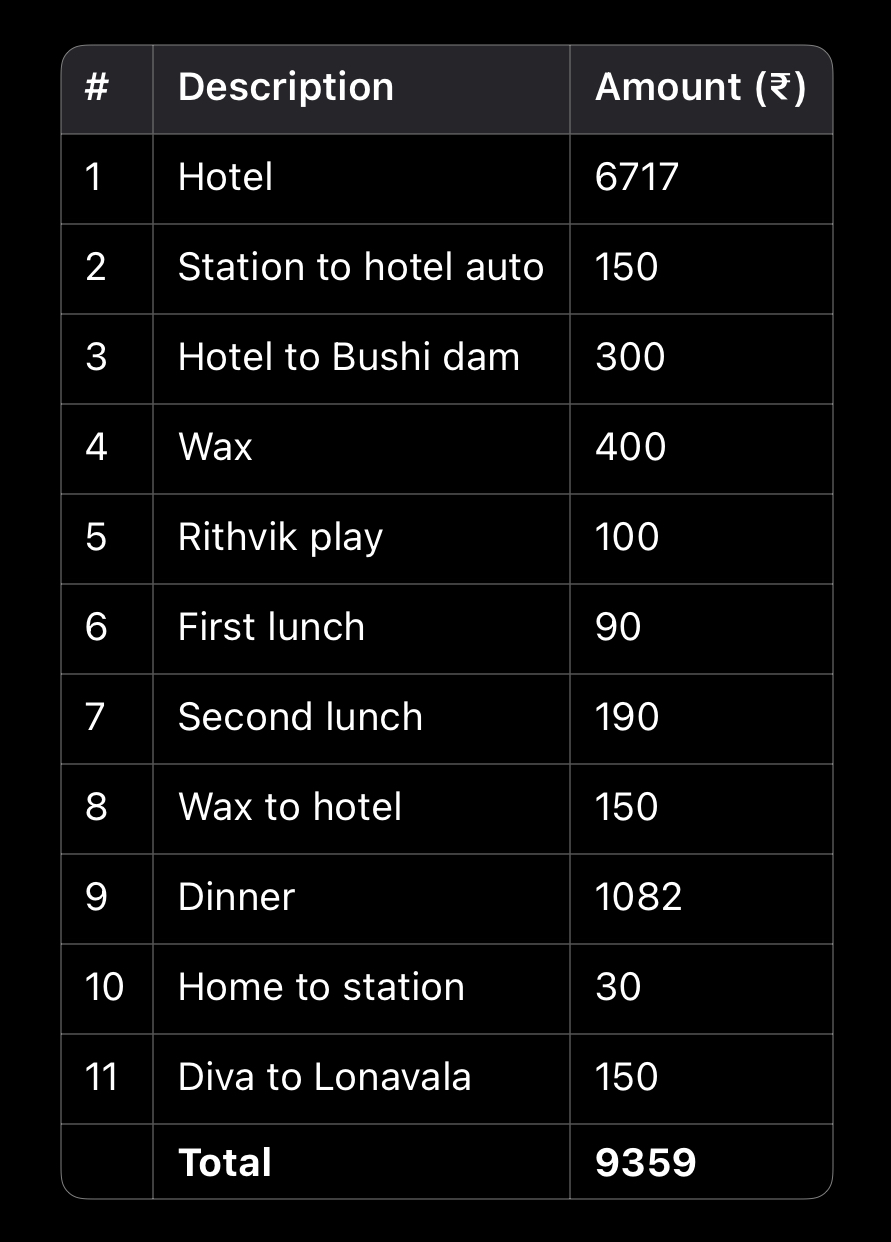 # Description Amount (₹)
1 Hotel 6717
2 Station to hotel auto 150
3 Hotel to Bushi dam 300
4 Wax 400
5 Rithvik play 100
6 First lunch 90
7 Second lunch 190
8 Wax to hotel 150
9 Dinner 1082
10 Home to station 30
11 Diva to Lonavala 150
Total 9359